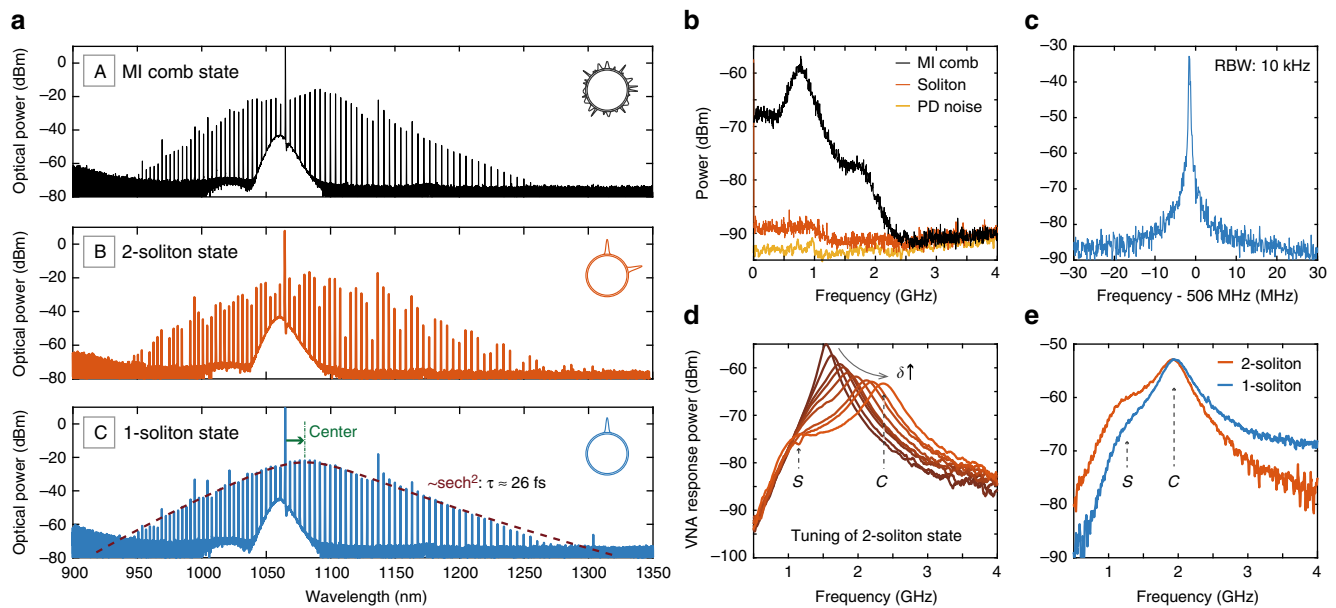 a
Optical power (dBm)
0
−20
−40
−60
−80
A MI comb state
Optical power (dBm)
0
−20
−40
−60
−80
B 2-soliton state
Optical power (dBm)
0
−20
−40
−60
−80
C 1-soliton state
Center
~sech²: τ ≈ 26 fs
900 950 1000 1050 1100 1150 1200 1250 1300 1350
Wavelength (nm)
b
Power (dBm)
−60
−70
−80
−90
MI comb
Soliton
PD noise
0 1 2 3 4
Frequency (GHz)
c
−30
−40
−50
−60
−70
−80
−90
RBW: 10 kHz
−30 −20 −10 0 10 20 30
Frequency - 506 MHz (MHz)
d
VNA response power (dBm)
−60
−70
−80
−90
−100
δ↑
S
C
Tuning of 2-soliton state
1 2 3 4
Frequency (GHz)
e
−50
−60
−70
−80
−90
2-soliton
1-soliton
S
C
1 2 3 4
Frequency (GHz)